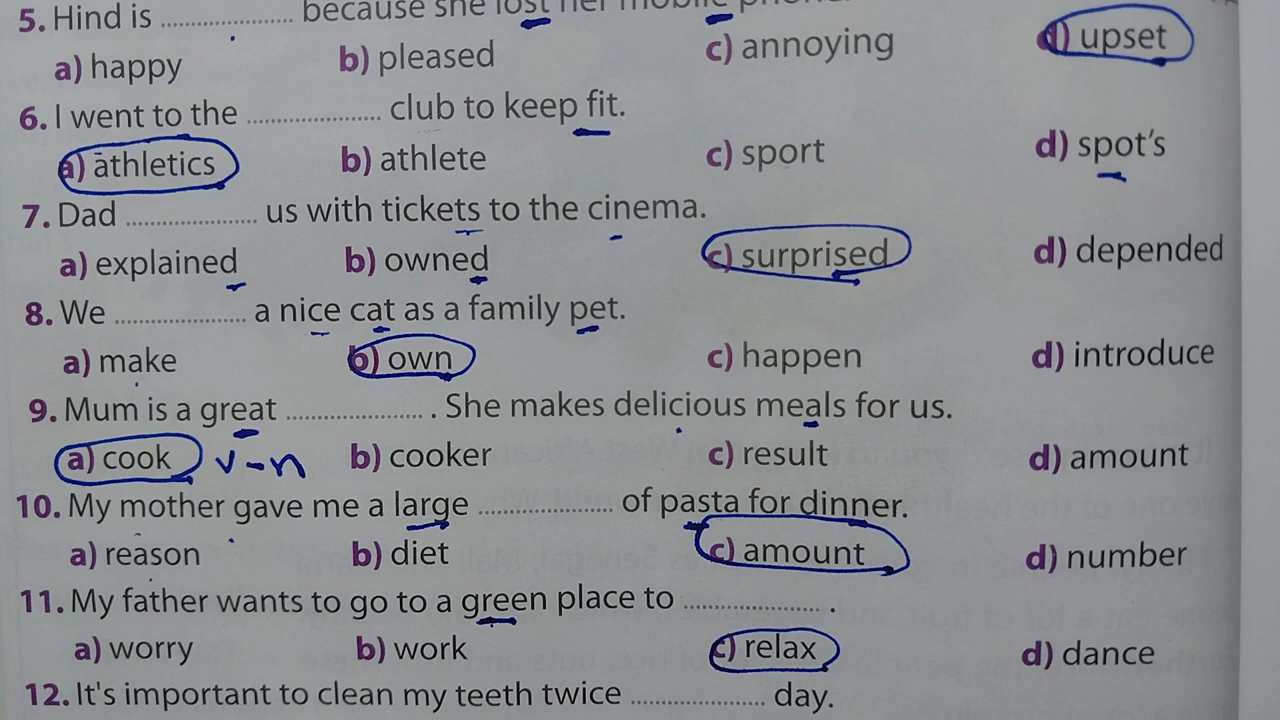 5. Hind is .................... because she lost her mobile phone.
a) happy b) pleased c) annoying d) upset
6. I went to the .................... club to keep fit.
a) athletics b) athlete c) sport d) spot's
7. Dad .................... us with tickets to the cinema.
a) explained b) owned c) surprised d) depended
8. We .................... a nice cat as a family pet.
a) make b) own c) happen d) introduce
9. Mum is a great .................... . She makes delicious meals for us.
a) cook v-n b) cooker c) result d) amount
10. My mother gave me a large .................... of pasta for dinner.
a) reason b) diet c) amount d) number
11. My father wants to go to a green place to .................... .
a) worry b) work c) relax d) dance
12. It's important to clean my teeth twice .................... day.